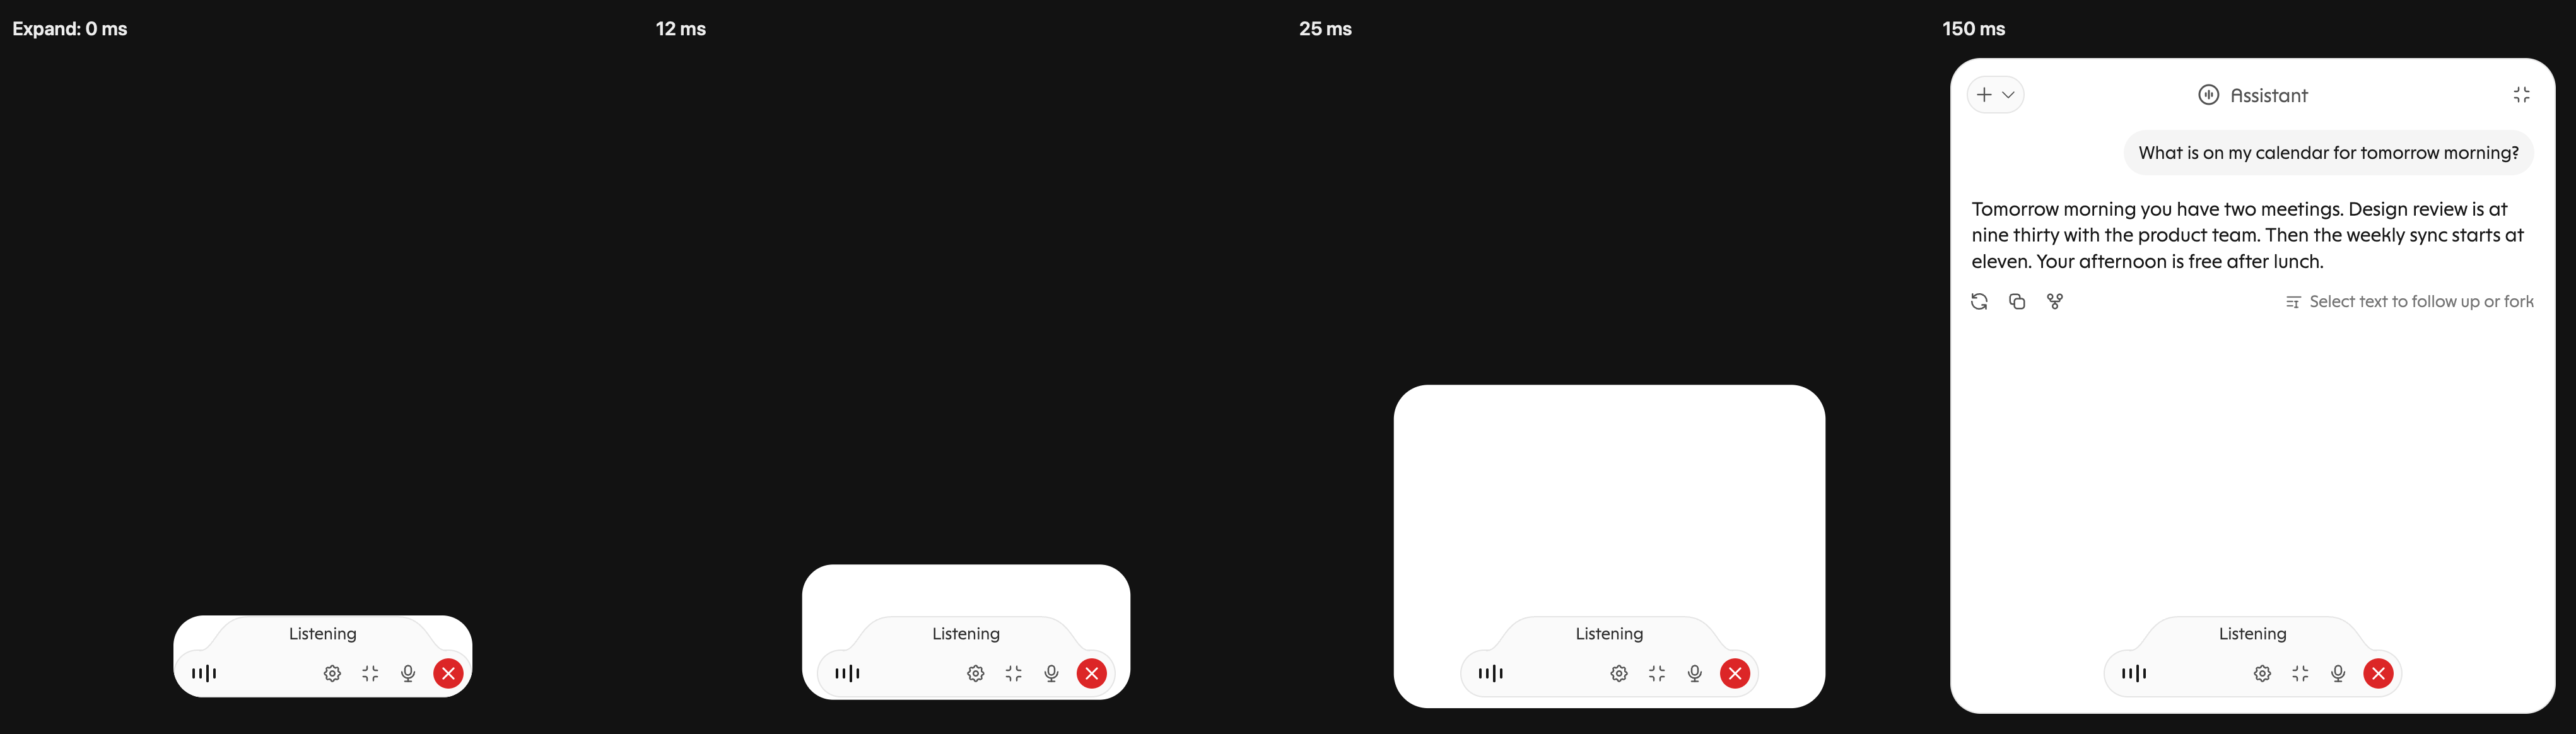 Expand: 0 ms
12 ms
25 ms
150 ms
Assistant
What is on my calendar for tomorrow morning?
Tomorrow morning you have two meetings. Design review is at
nine thirty with the product team. Then the weekly sync starts at
eleven. Your afternoon is free after lunch.
Select text to follow up or fork
Listening
Listening
Listening
Listening